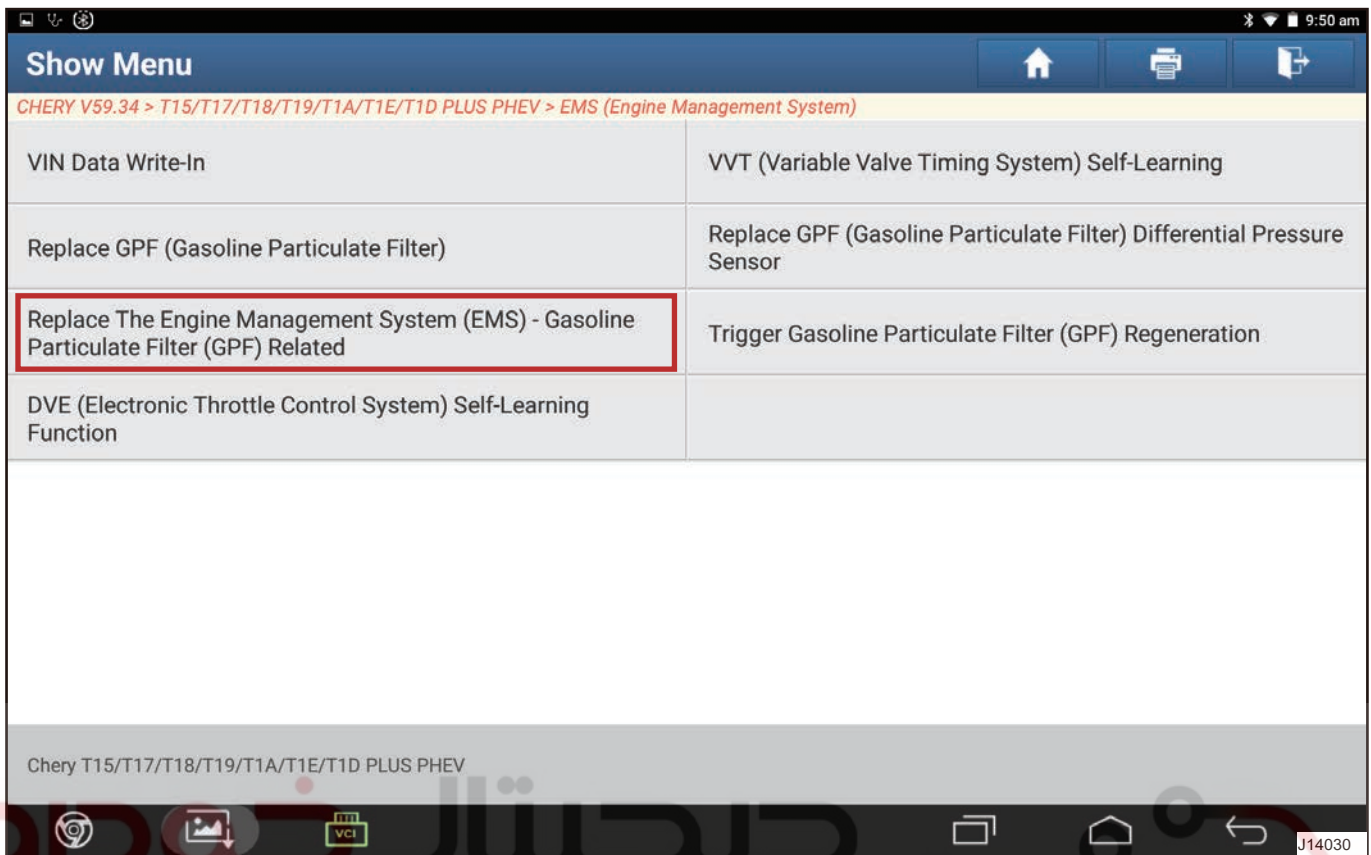 9:50 am
Show Menu
CHERY V59.34 > T15/T17/T18/T19/T1A/T1E/T1D PLUS PHEV > EMS (Engine Management System)
VIN Data Write-In
VVT (Variable Valve Timing System) Self-Learning
Replace GPF (Gasoline Particulate Filter)
Replace GPF (Gasoline Particulate Filter) Differential Pressure
Sensor
Replace The Engine Management System (EMS) - Gasoline
Particulate Filter (GPF) Related
Trigger Gasoline Particulate Filter (GPF) Regeneration
DVE (Electronic Throttle Control System) Self-Learning
Function
Chery T15/T17/T18/T19/T1A/T1E/T1D PLUS PHEV
VCI
J14030